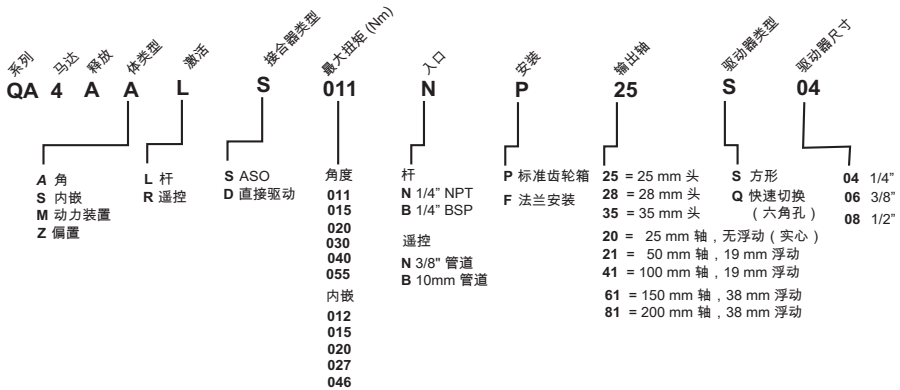 系列 马达 释放 体类型 激活 接合器类型 最大扭矩 (Nm) 入口 安装 输出轴 驱动器类型 驱动器尺寸
QA 4 A A L S 011 N P 25 S 04
A 角
S 内嵌
M 动力装置
Z 偏置
L 杆
R 遥控
S ASO
D 直接驱动
角度
011
015
020
030
040
055
内嵌
012
015
020
027
046
杆
N 1/4” NPT
B 1/4” BSP
遥控
N 3/8" 管道
B 10mm 管道
P 标准齿轮箱
F 法兰安装
25 = 25 mm 头
28 = 28 mm 头
35 = 35 mm 头
20 = 25 mm 轴，无浮动（实心）
21 = 50 mm 轴，19 mm 浮动
41 = 100 mm 轴，19 mm 浮动
61 = 150 mm 轴，38 mm 浮动
81 = 200 mm 轴，38 mm 浮动
S 方形
Q 快速切换
（六角孔）
04 1/4”
06 3/8”
08 1/2”